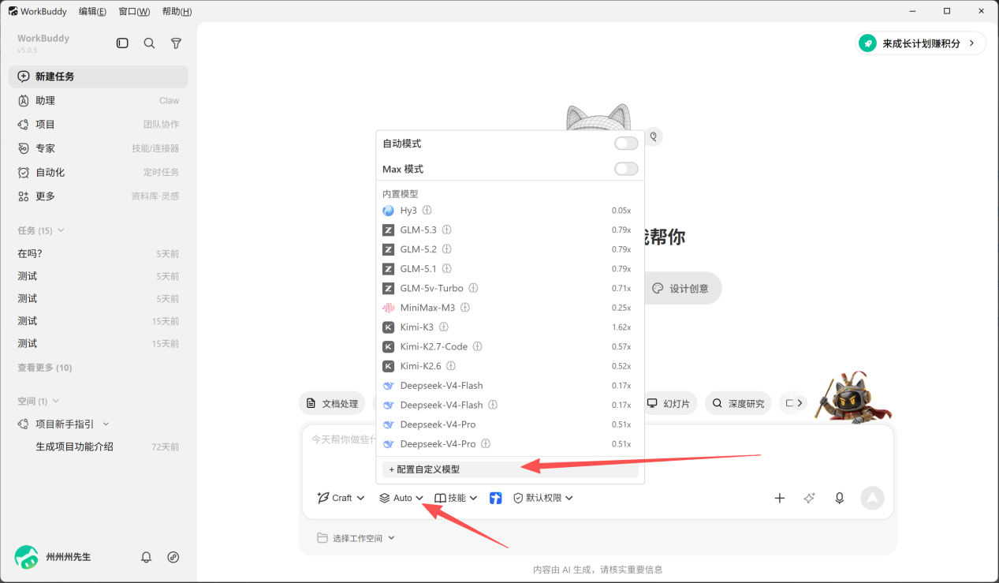 WorkBuddy 编辑(E) 窗口(W) 帮助(H)
WorkBuddy
v5.0.5
来成长计划赚积分
新建任务
助理 Claw
项目 团队协作
专家 技能/连接器
自动化 定时任务
更多 资料库·灵感
任务 (15)
在吗? 5天前
测试 5天前
测试 5天前
测试 15天前
测试 15天前
查看更多 (10)
空间 (1)
项目新手指引
生成项目功能介绍 72天前
州州州先生
自动模式
Max 模式
内置模型
Hy3 0.05x
GLM-5.3 0.79x
GLM-5.2 0.79x
GLM-5.1 0.79x
GLM-5v-Turbo 0.71x
MiniMax-M3 0.25x
Kimi-K3 1.62x
Kimi-K2.7-Code 0.57x
Kimi-K2.6 0.52x
Deepseek-V4-Flash 0.17x
Deepseek-V4-Flash 0.17x
Deepseek-V4-Pro 0.51x
Deepseek-V4-Pro 0.51x
+ 配置自定义模型
帮你
设计创意
文档处理
幻灯片
深度研究
今天帮你做些
Craft Auto 技能 默认权限
选择工作空间
内容由 AI 生成，请核实重要信息